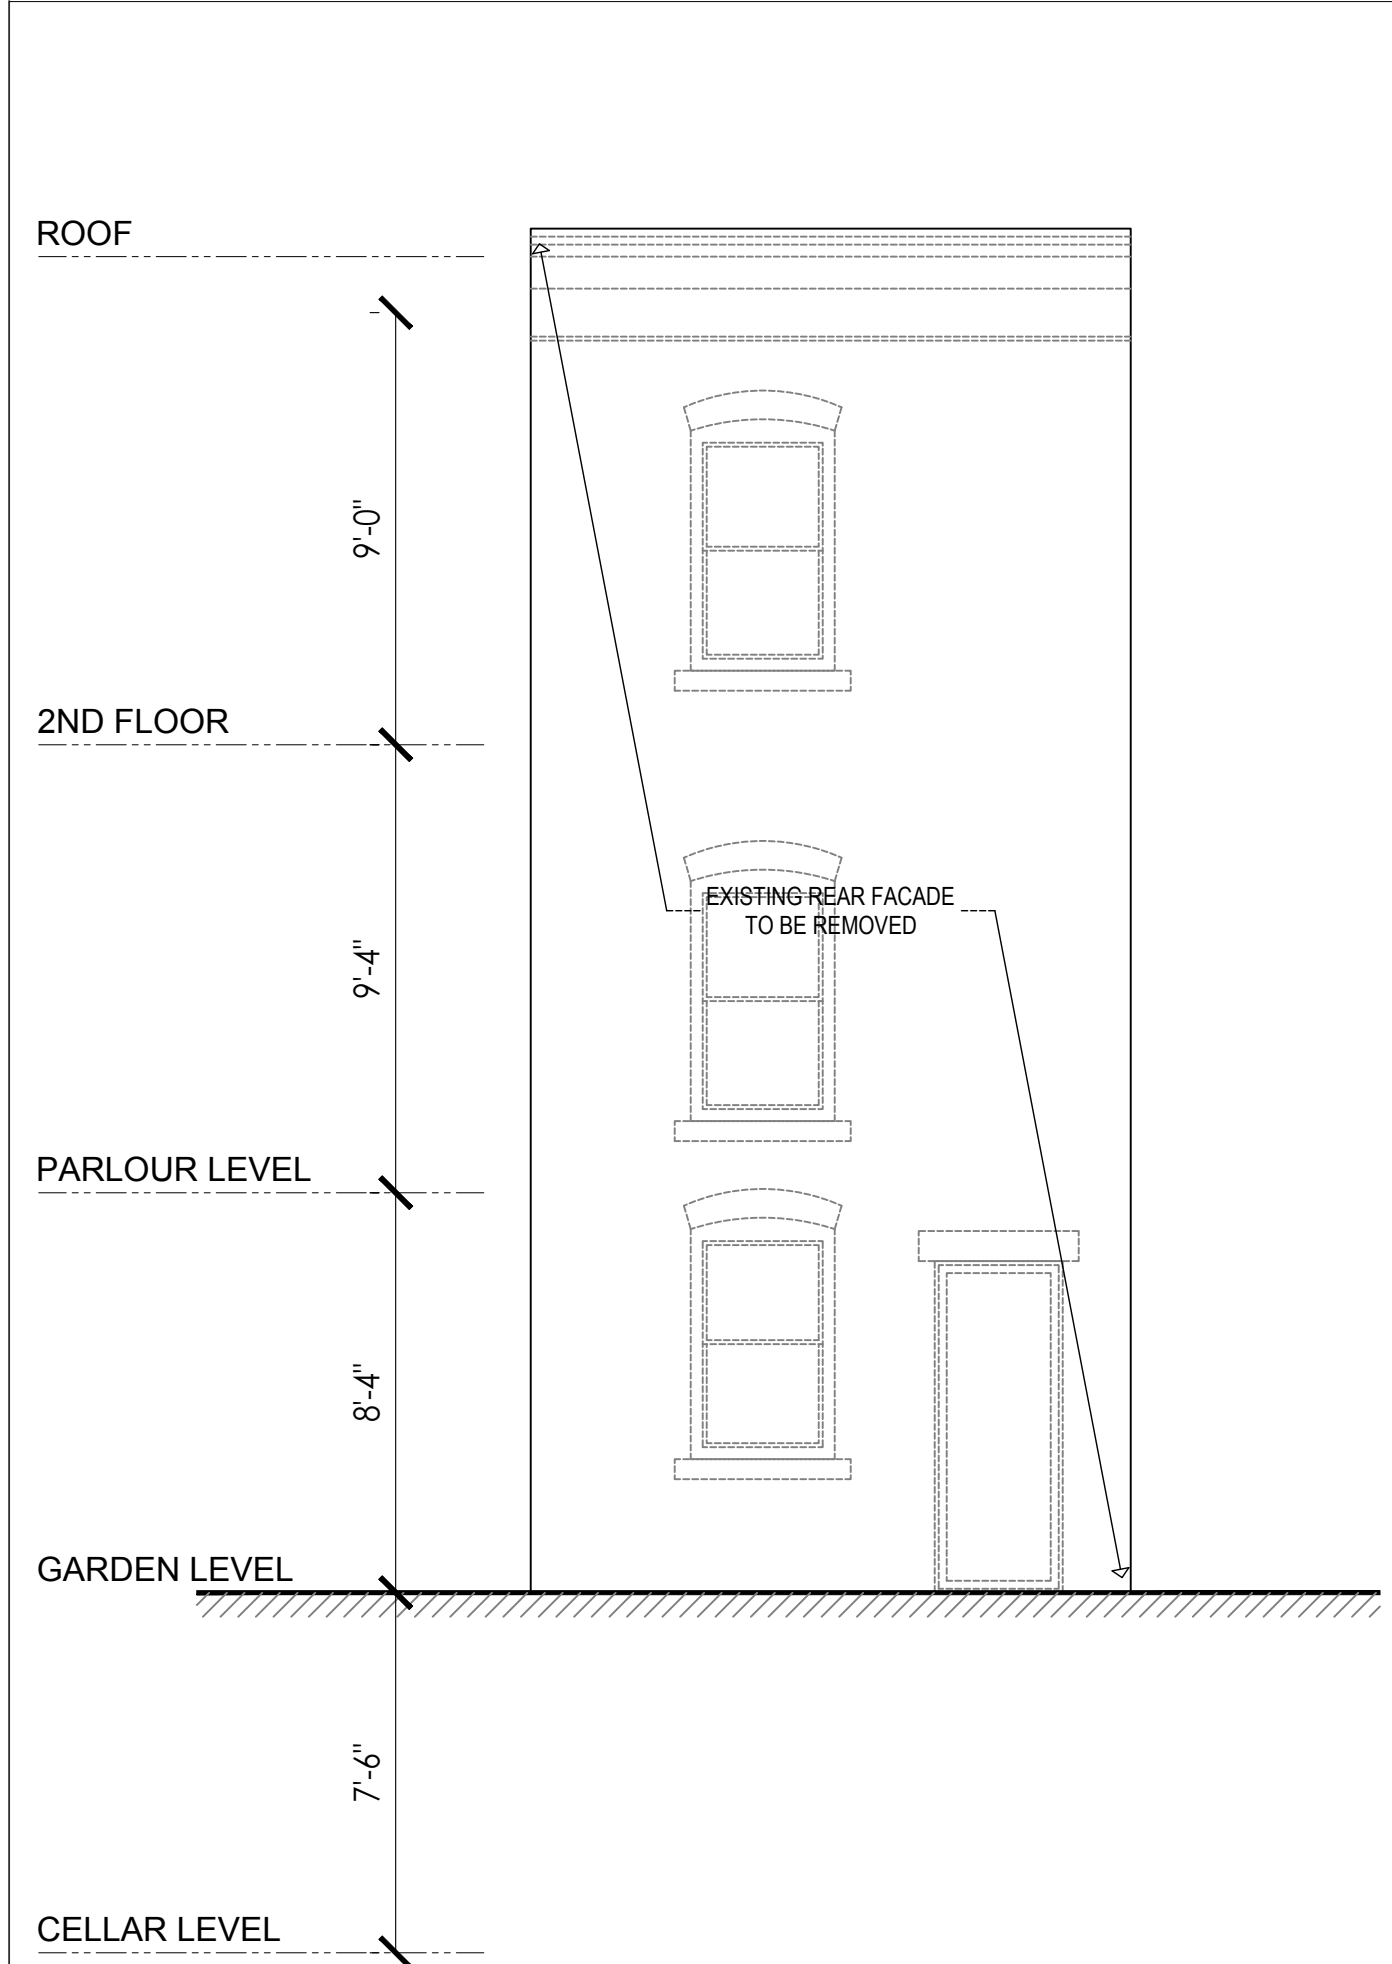 ROOF
9'-0"
2ND FLOOR
EXISTING REAR FACADE
TO BE REMOVED
9'-4"
PARLOUR LEVEL
8'-4"
GARDEN LEVEL
7'-6"
CELLAR LEVEL